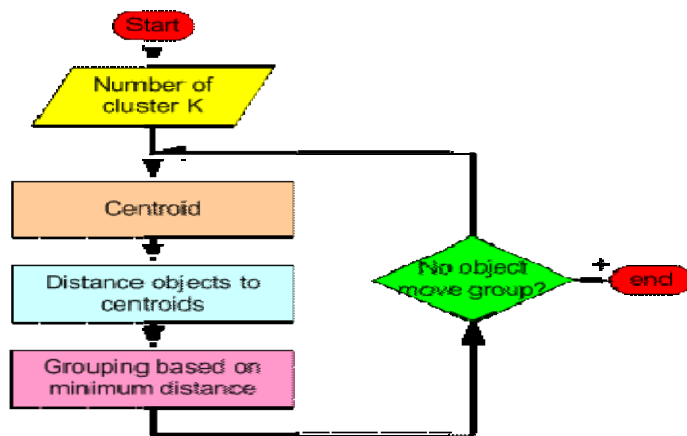 Start
Number of
cluster K
Centroid
Distance objects to
centroids
Grouping based on
minimum distance
No object
move group?
+
end